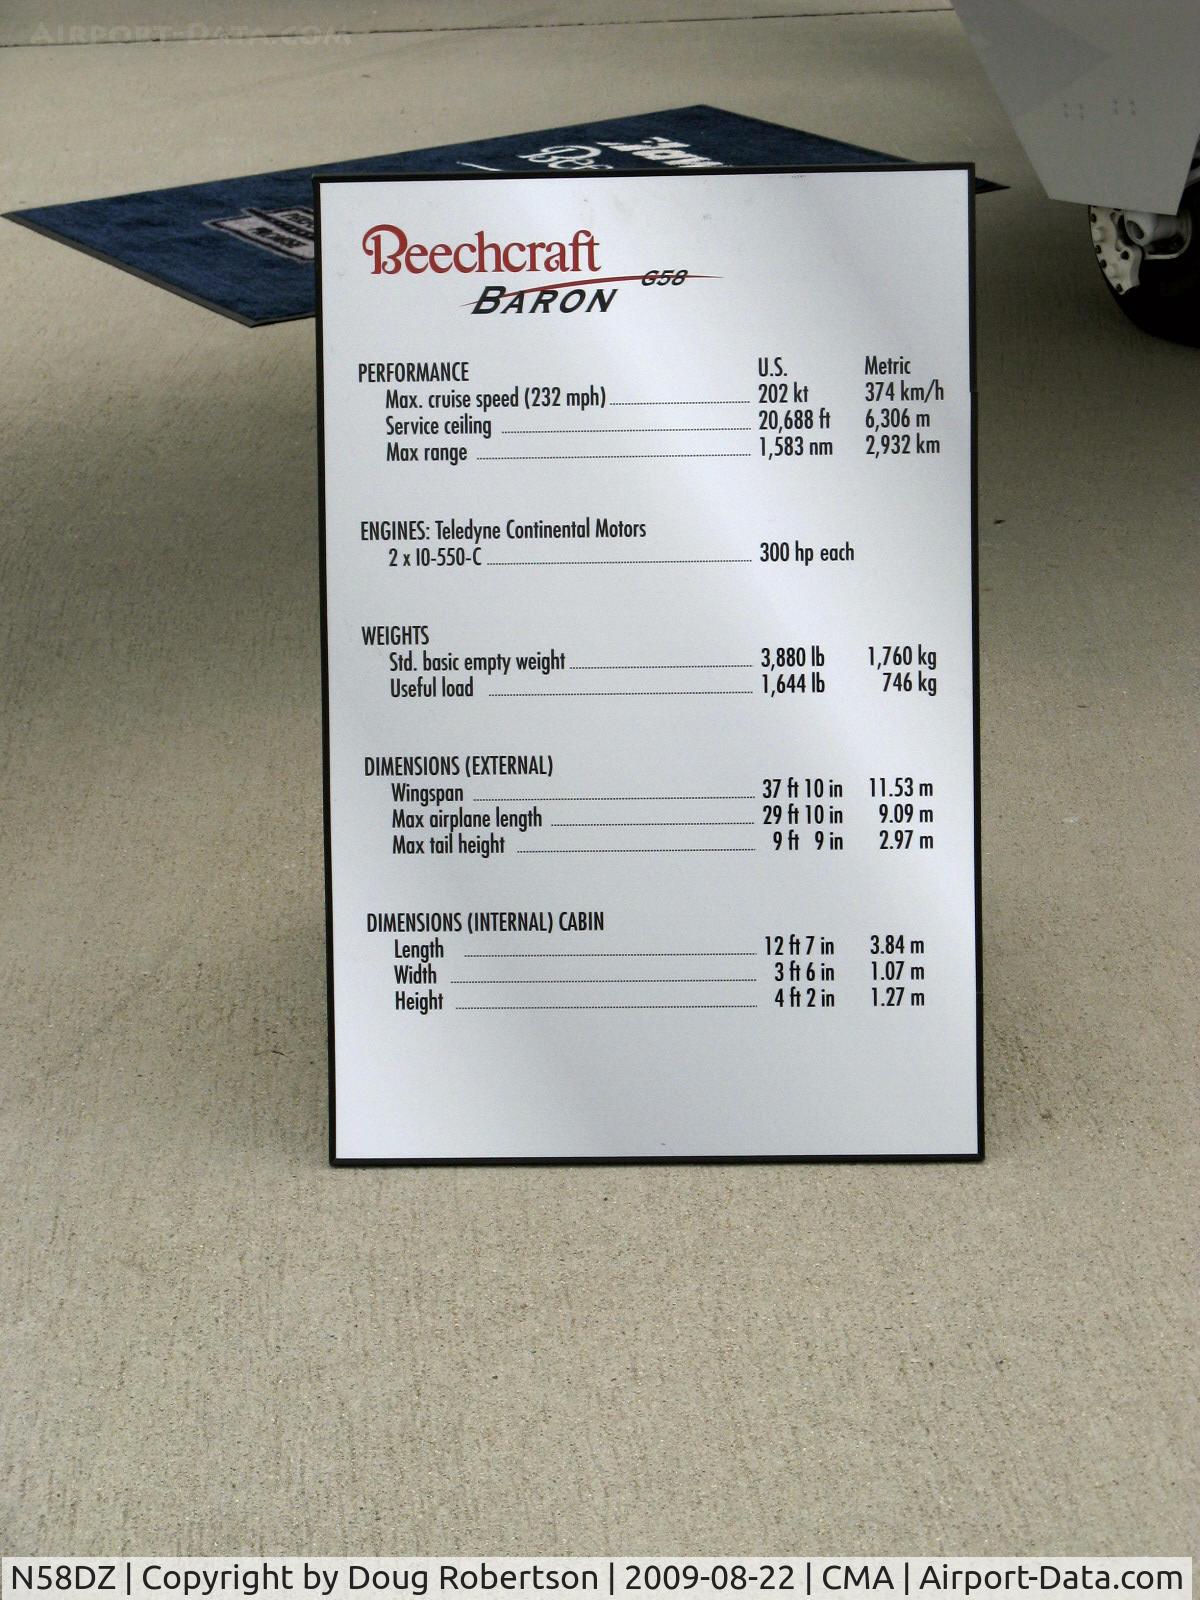 AIRPORT-DATA.COM
Beechcraft
BARON G58
PERFORMANCE U.S. Metric
Max. cruise speed (232 mph) 202 kt 374 km/h
Service ceiling 20,688 ft 6,306 m
Max range 1,583 nm 2,932 km
ENGINES: Teledyne Continental Motors
2 x IO-550-C 300 hp each
WEIGHTS
Std. basic empty weight 3,880 lb 1,760 kg
Useful load 1,644 lb 746 kg
DIMENSIONS (EXTERNAL)
Wingspan 37 ft 10 in 11.53 m
Max airplane length 29 ft 10 in 9.09 m
Max tail height 9 ft 9 in 2.97 m
DIMENSIONS (INTERNAL) CABIN
Length 12 ft 7 in 3.84 m
Width 3 ft 6 in 1.07 m
Height 4 ft 2 in 1.27 m
N58DZ | Copyright by Doug Robertson | 2009-08-22 | CMA | Airport-Data.com